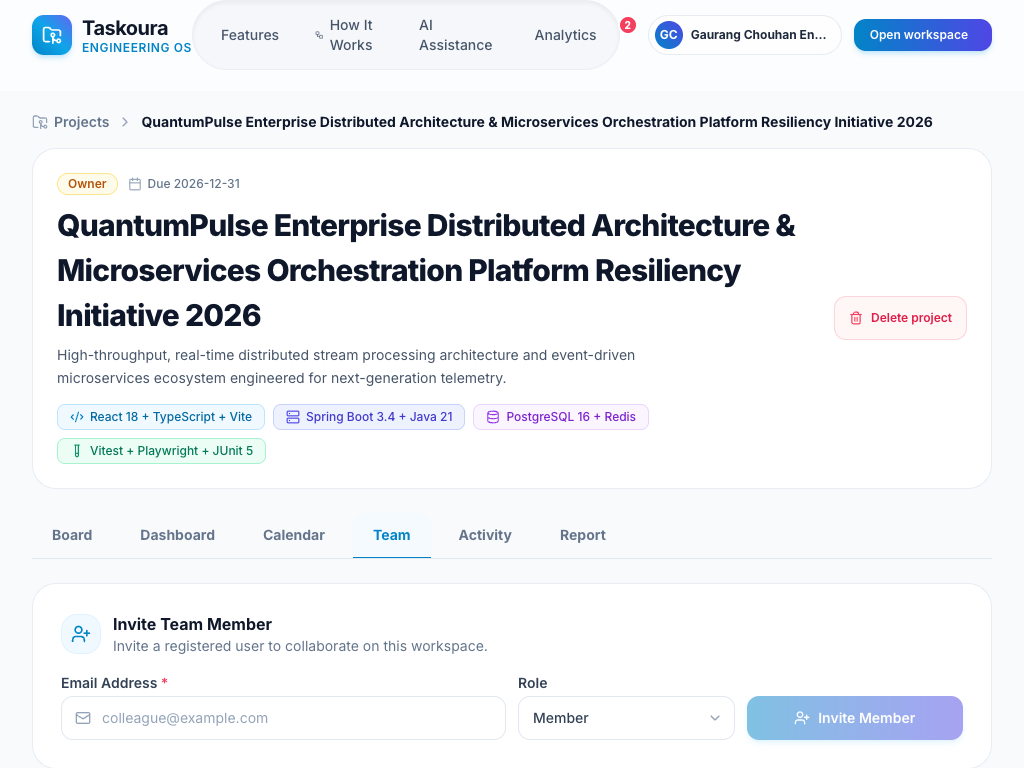 Taskoura
ENGINEERING OS
Features
How It Works
AI Assistance
Analytics
2
GC
Gaurang Chouhan En...
Open workspace
Projects
QuantumPulse Enterprise Distributed Architecture & Microservices Orchestration Platform Resiliency Initiative 2026
Owner
Due 2026-12-31
QuantumPulse Enterprise Distributed Architecture &
Microservices Orchestration Platform Resiliency
Initiative 2026
Delete project
High-throughput, real-time distributed stream processing architecture and event-driven
microservices ecosystem engineered for next-generation telemetry.
React 18 + TypeScript + Vite
Spring Boot 3.4 + Java 21
PostgreSQL 16 + Redis
Vitest + Playwright + JUnit 5
Board
Dashboard
Calendar
Team
Activity
Report
Invite Team Member
Invite a registered user to collaborate on this workspace.
Email Address *
Role
colleague@example.com
Member
Invite Member